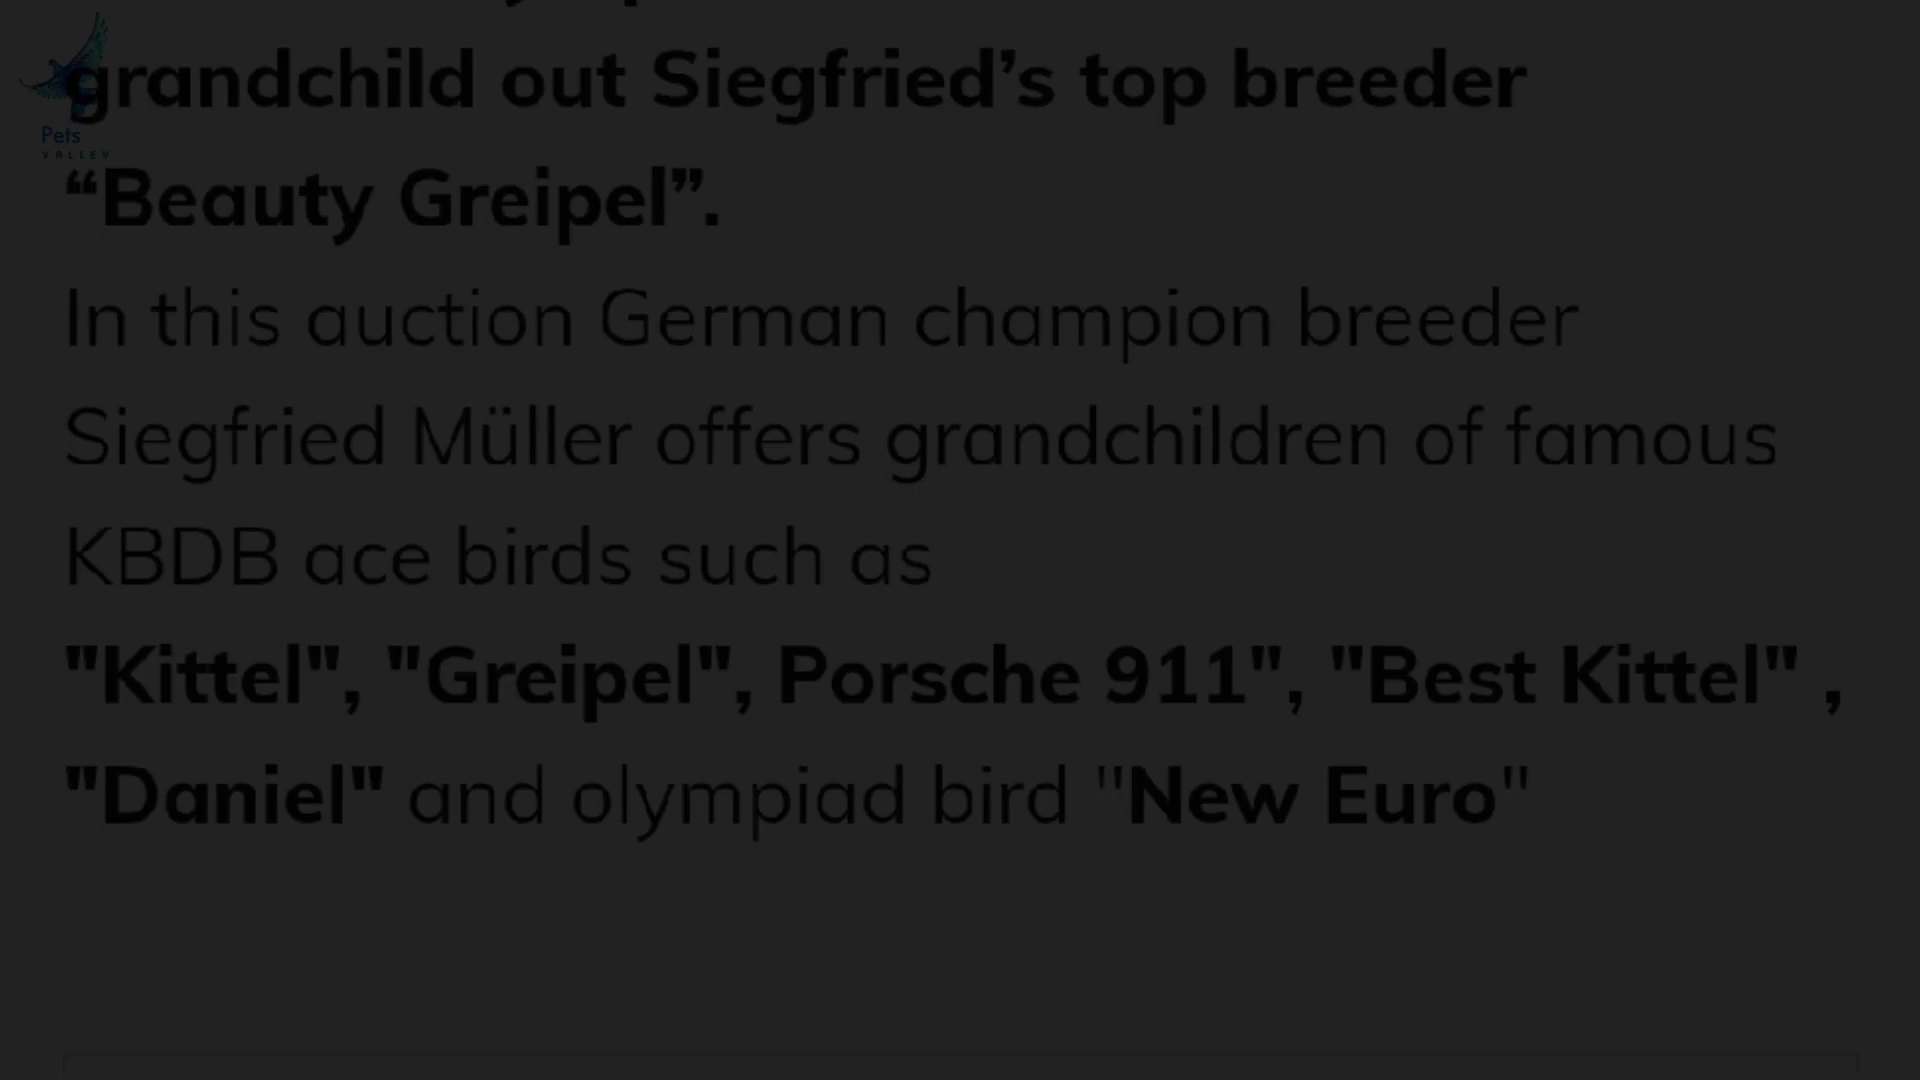 grandchild out Siegfried’s top breeder
Pets
VALLEY
“Beauty Greipel”.
In this auction German champion breeder
Siegfried Müller offers grandchildren of famous
KBDB ace birds such as
"Kittel", "Greipel", Porsche 911", "Best Kittel" ,
"Daniel" and olympiad bird "New Euro"